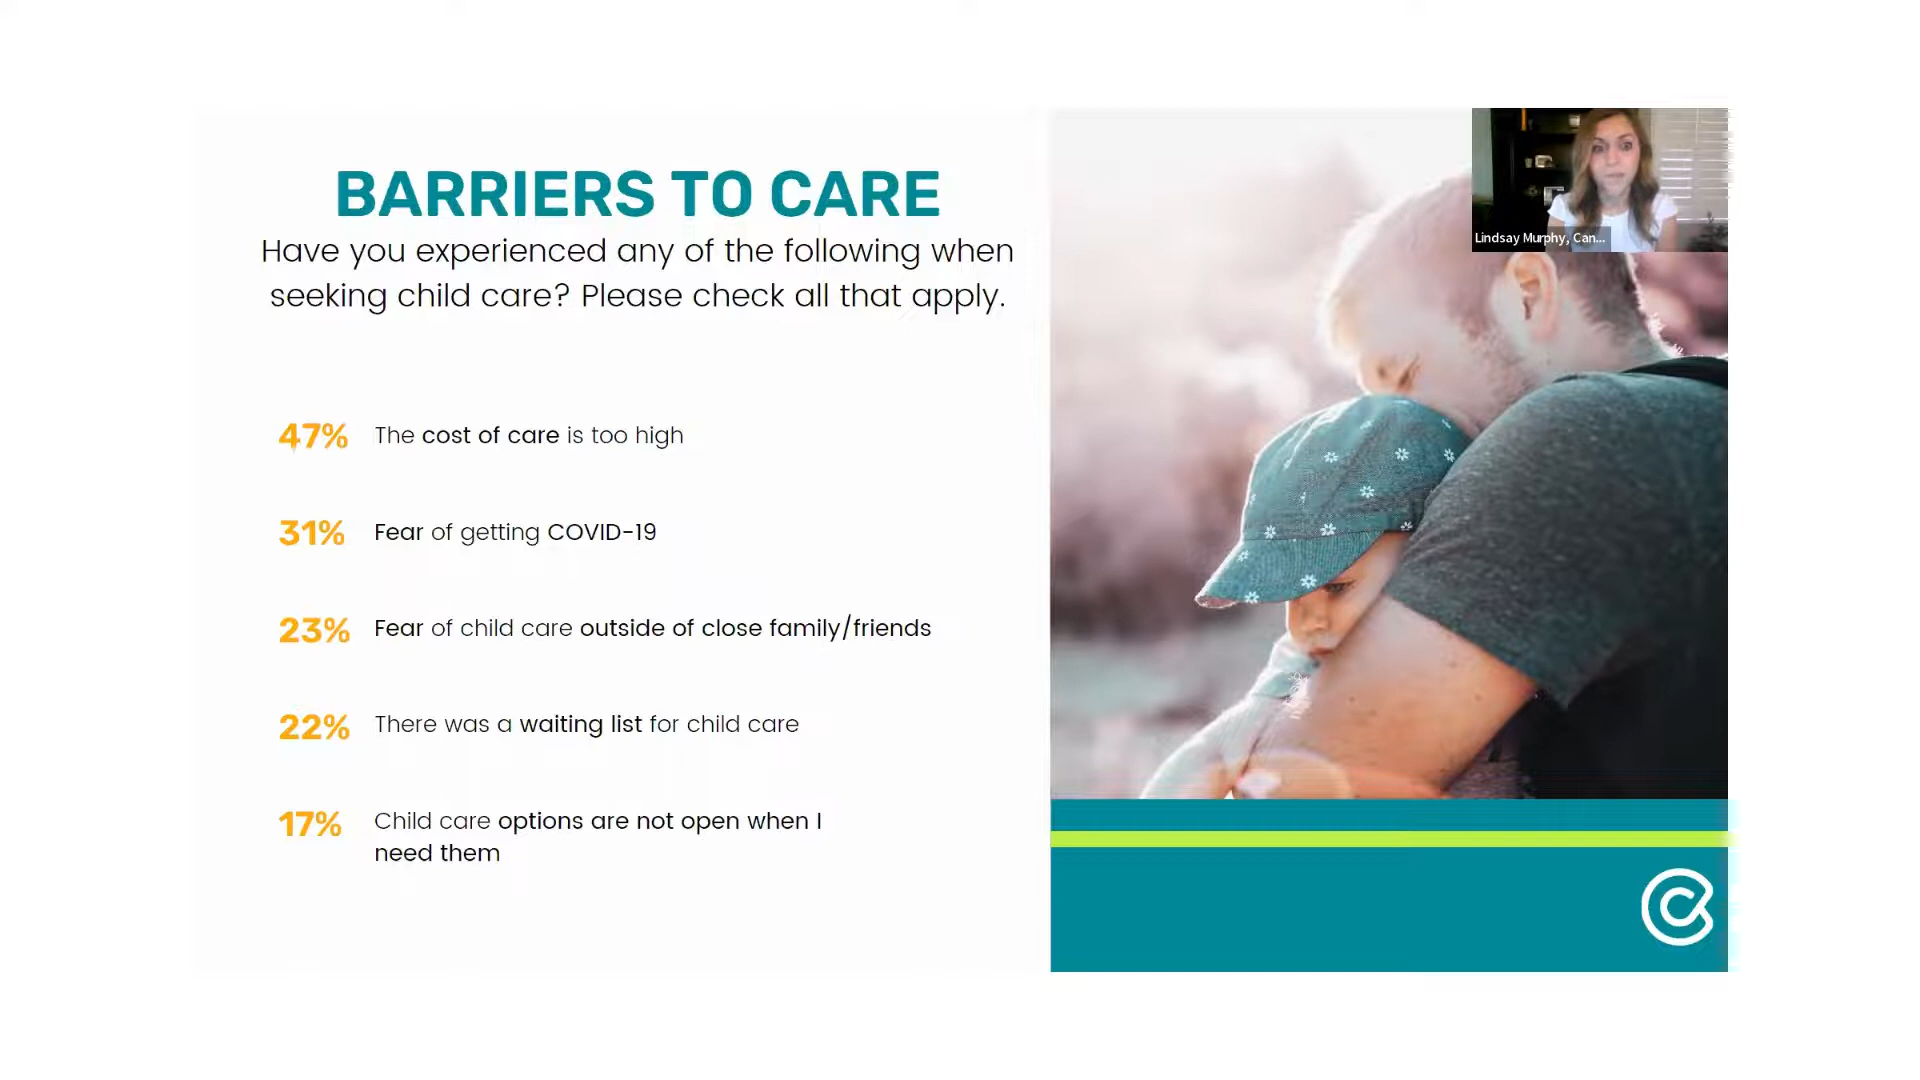 BARRIERS TO CARE
Have you experienced any of the following when
seeking child care? Please check all that apply.
47% The cost of care is too high
31% Fear of getting COVID-19
23% Fear of child care outside of close family/friends
22% There was a waiting list for child care
17% Child care options are not open when I
need them
Lindsay Murphy, Can...